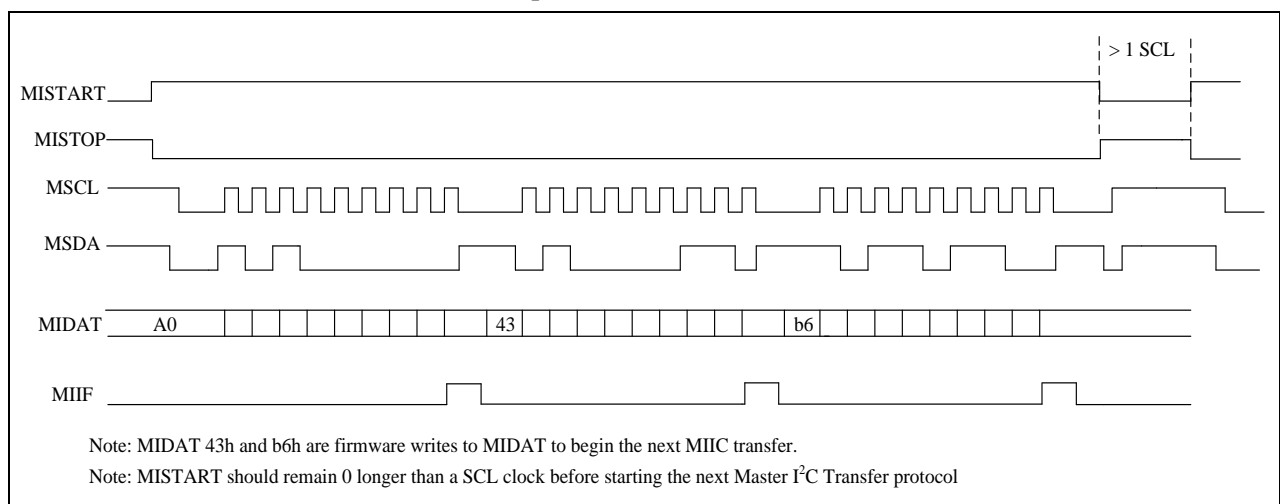 > 1 SCL
MISTART
MISTOP
MSCL
MSDA
MIDAT A0 43 b6
MIIF
Note: MIDAT 43h and b6h are firmware writes to MIDAT to begin the next MIIC transfer.
Note: MISTART should remain 0 longer than a SCL clock before starting the next Master I²C Transfer protocol